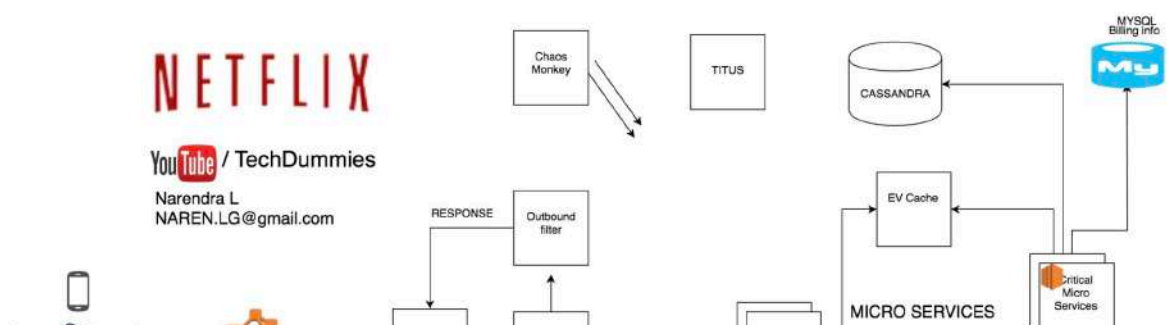 MYSQL
Billing info
My
NETFLIX
Chaos
Monkey
TITUS
CASSANDRA
YouTube / TechDummies
Narendra L
NAREN.LG@gmail.com
RESPONSE
Outbound
filter
EV Cache
Critical
Micro
Services
MICRO SERVICES